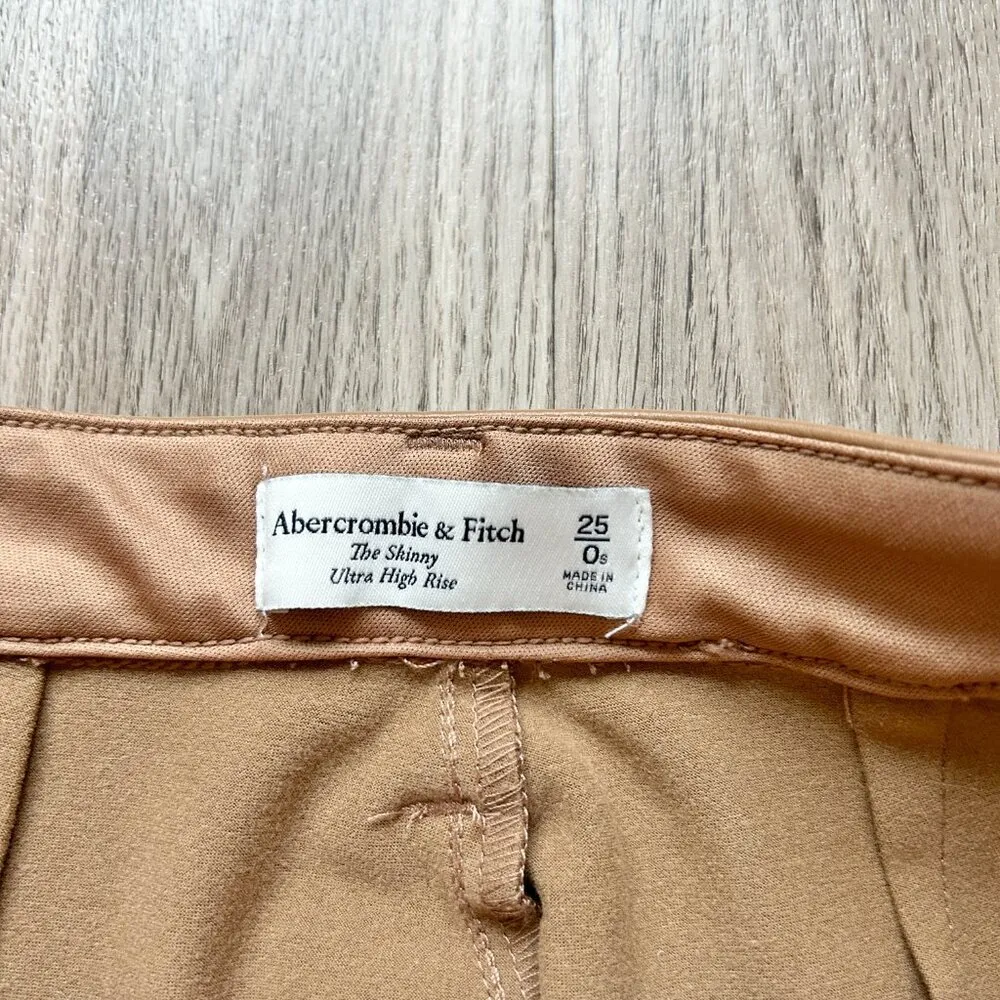 Abercrombie & Fitch
The Skinny
Ultra High Rise
25
0s
MADE IN
CHINA